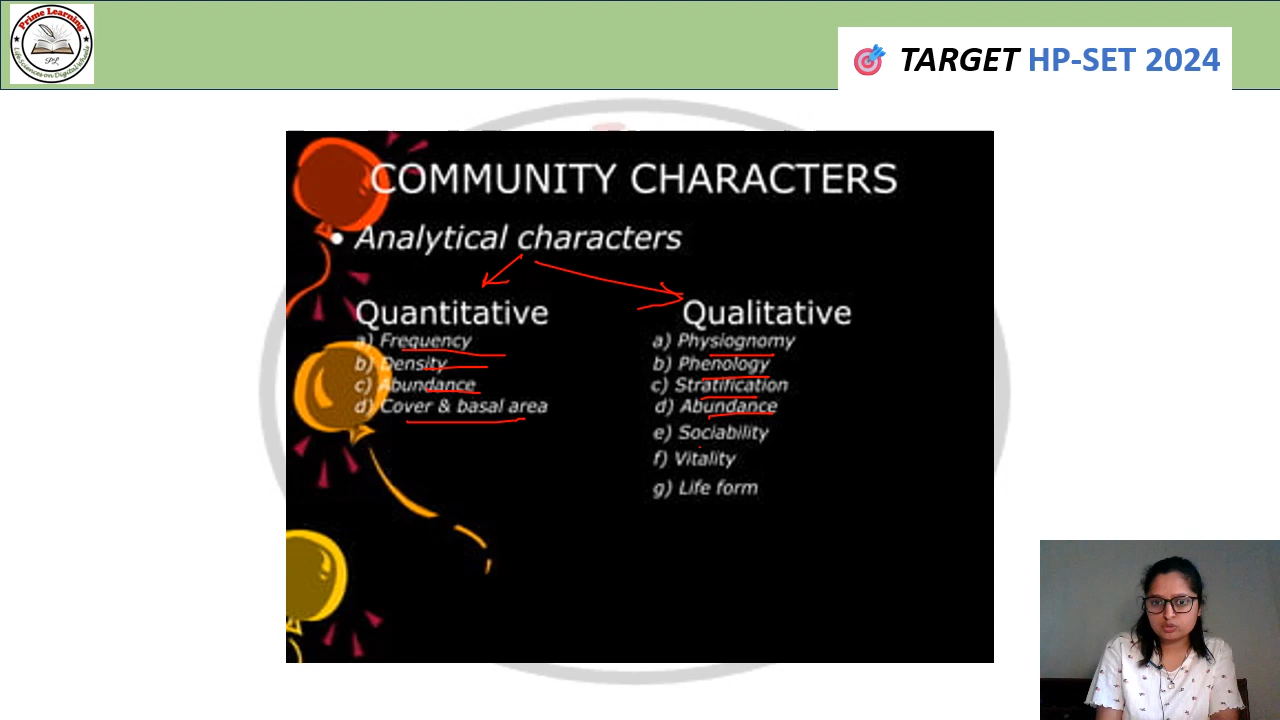 Prime Learning
PL
TARGET HP-SET 2024
COMMUNITY CHARACTERS
• Analytical characters
Quantitative
a) Frequency
b) Density
c) Abundance
d) Cover & basal area
Qualitative
a) Physiognomy
b) Phenology
c) Stratification
d) Abundance
e) Sociability
f) Vitality
g) Life form